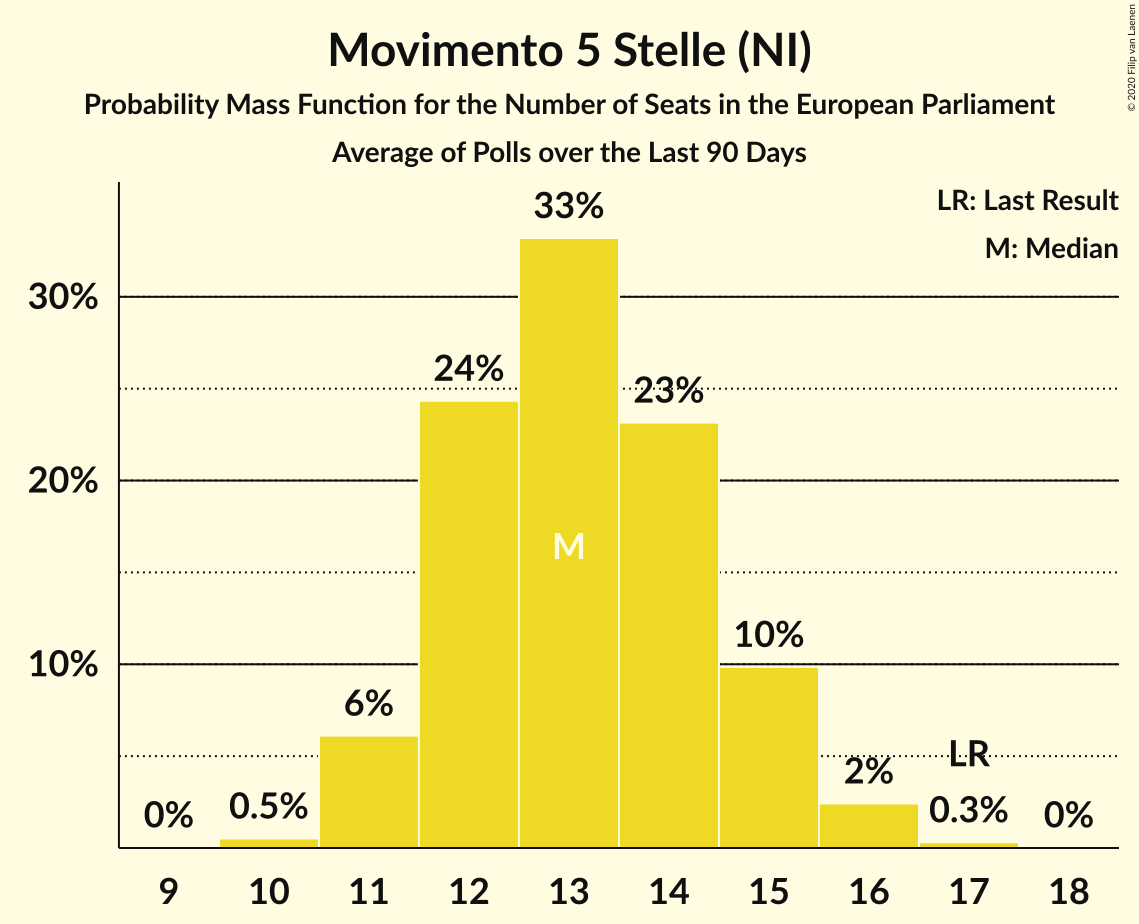 Movimento 5 Stelle (NI)
Probability Mass Function for the Number of Seats in the European Parliament
Average of Polls over the Last 90 Days
© 2020 Filip van Laenen
LR: Last Result
M: Median
33%
30%
24%
23%
20%
M
10%
10%
6%
LR
2%
0%
0.5%
0.3%
0%
9 10 11 12 13 14 15 16 17 18